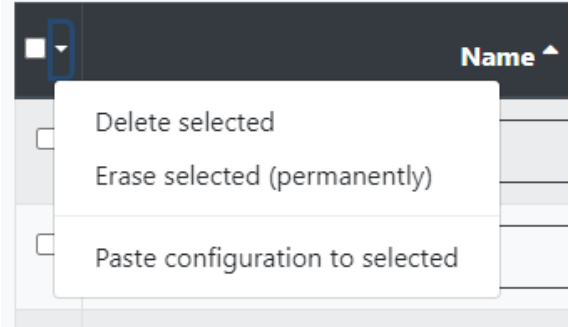 Name
Delete selected
Erase selected (permanently)
Paste configuration to selected